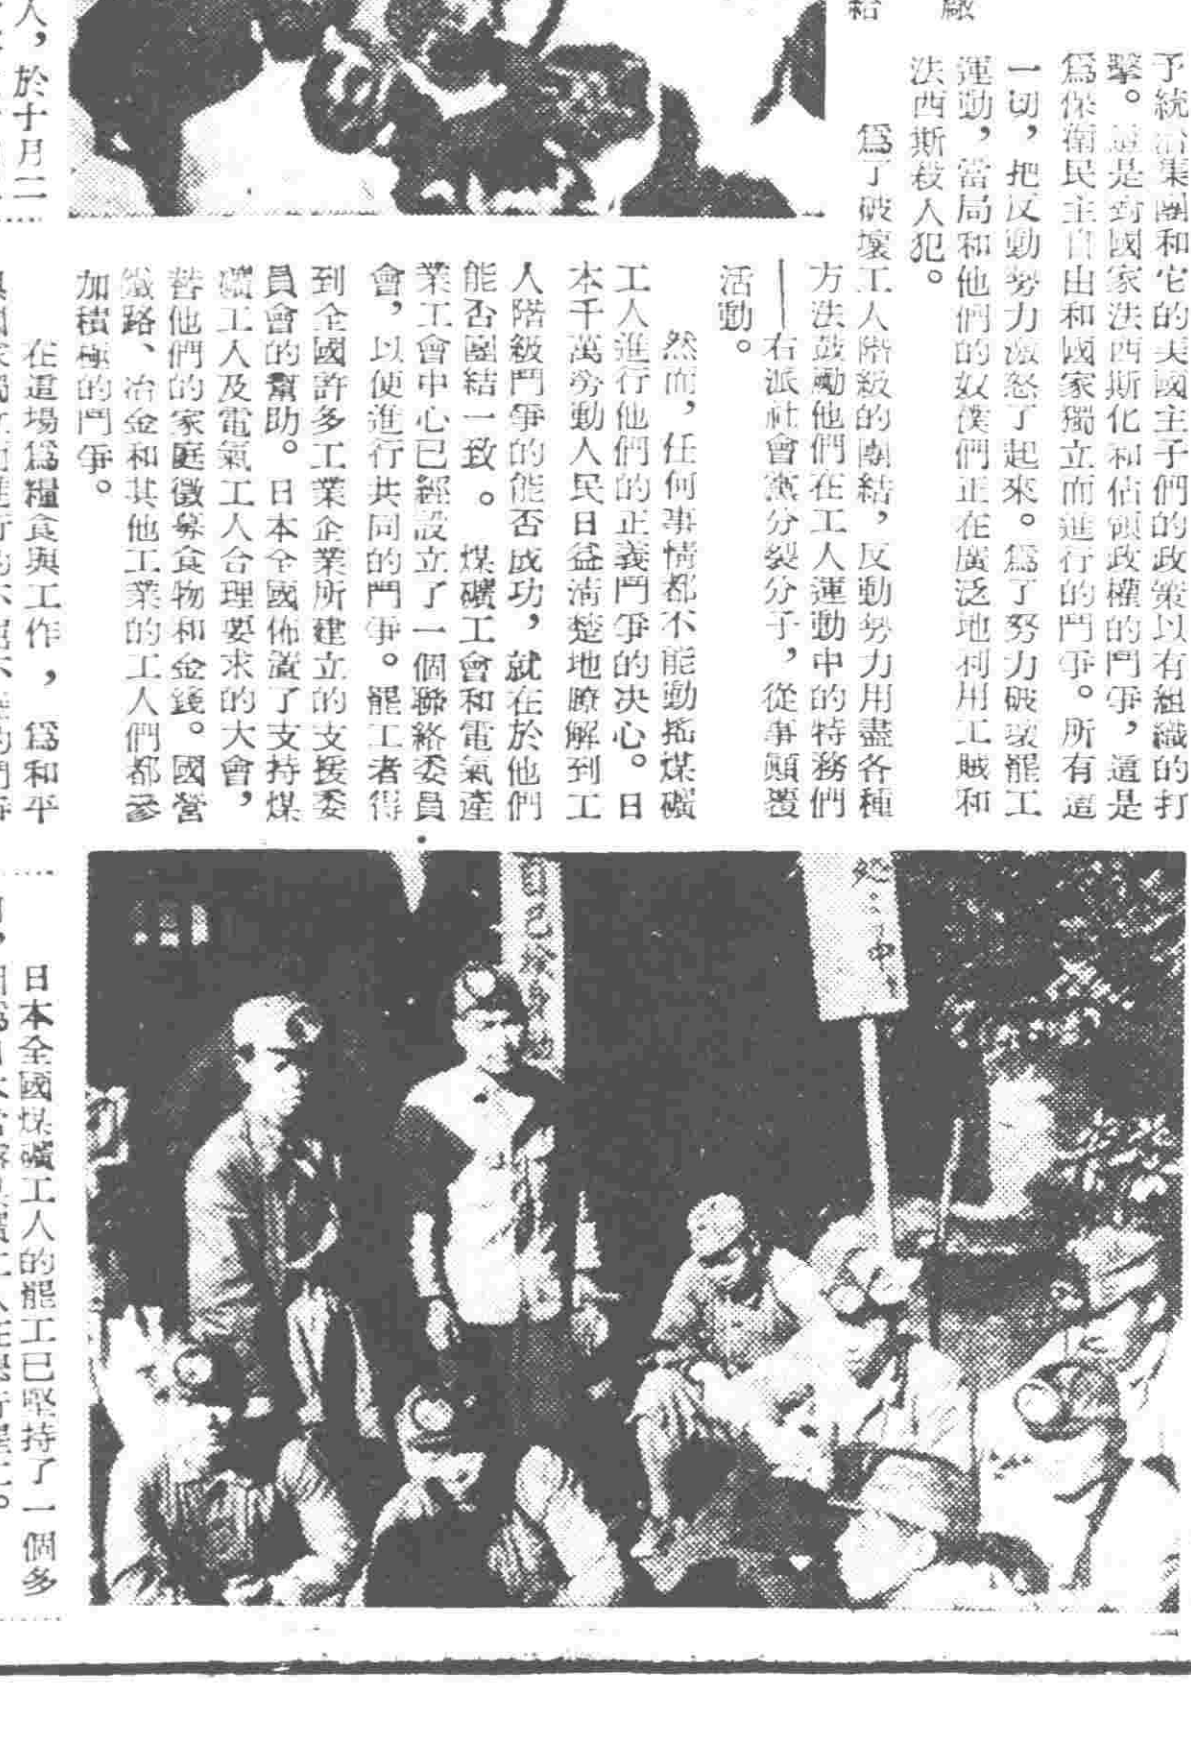 予統治集團和它的美國主子們的政策以有組織的打
擊。這是對國家法西斯化和佔領政權的鬥爭，這是
爲保衛民主自由和國家獨立而進行的鬥爭。所有這
一切，把反動勢力激怒了起來。爲了努力破壞罷工
運動，當局和他們的奴僕們正在廣泛地利用工賊和
法西斯殺人犯。
爲了破壞工人階級的團結，反動勢力用盡各種
方法鼓勵他們在工人運動中的特務們
——右派社會黨分裂分子，從事顛覆
活動。
然而，任何事情都不能動搖煤礦
工人進行他們的正義鬥爭的決心。日
本千萬勞動人民日益清楚地瞭解到工
人階級鬥爭的能否成功，就在於他們
能否團結一致。煤礦工會和電氣產
業工會中心已經設立了一個聯絡委員
會，以便進行共同的鬥爭。罷工者得
到全國許多工業企業所建立的支援委
員會的幫助。日本全國佈置了支持煤
礦工人及電氣工人合理要求的大會，
替他們的家庭徵募食物和金錢。國營
鐵路、冶金和其他工業的工人們都參
加積極的鬥爭。
在這場爲糧食與工作，爲和平
人，於十月二
自己
日本全國煤礦工人的罷工已堅持了一個多